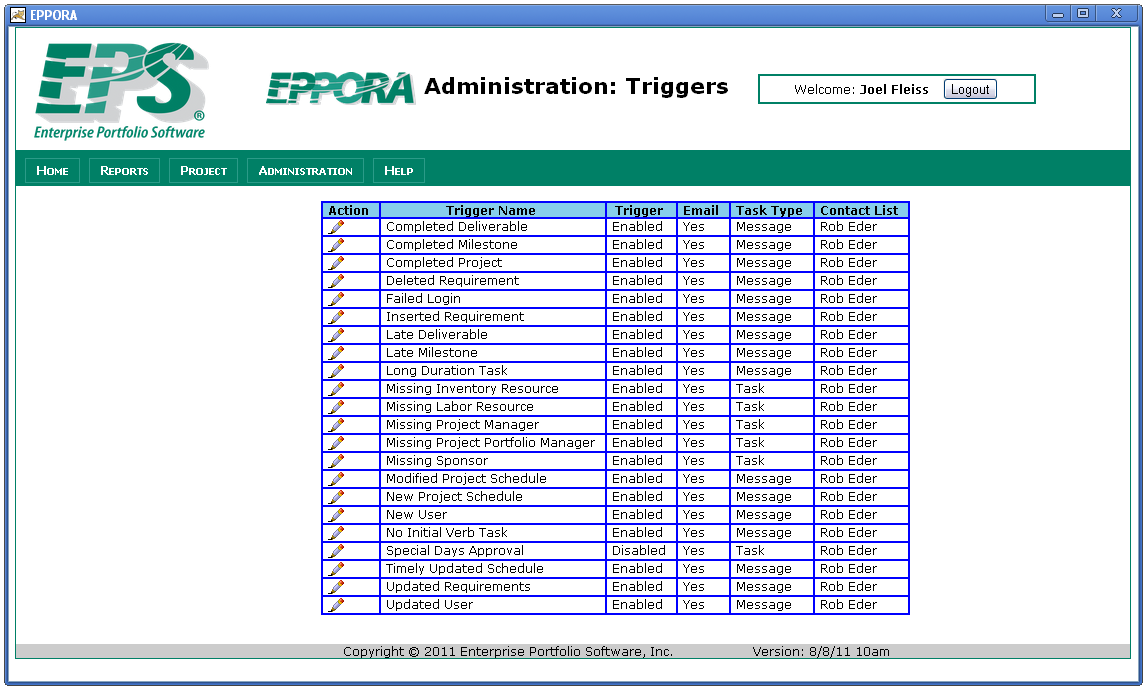 EPPORA
EPS®
Enterprise Portfolio Software
EPPORA Administration: Triggers
Welcome: Joel Fleiss Logout
Home Reports Project Administration Help
Action Trigger Name Trigger Email Task Type Contact List
Completed Deliverable Enabled Yes Message Rob Eder
Completed Milestone Enabled Yes Message Rob Eder
Completed Project Enabled Yes Message Rob Eder
Deleted Requirement Enabled Yes Message Rob Eder
Failed Login Enabled Yes Message Rob Eder
Inserted Requirement Enabled Yes Message Rob Eder
Late Deliverable Enabled Yes Message Rob Eder
Late Milestone Enabled Yes Message Rob Eder
Long Duration Task Enabled Yes Message Rob Eder
Missing Inventory Resource Enabled Yes Task Rob Eder
Missing Labor Resource Enabled Yes Task Rob Eder
Missing Project Manager Enabled Yes Task Rob Eder
Missing Project Portfolio Manager Enabled Yes Task Rob Eder
Missing Sponsor Enabled Yes Task Rob Eder
Modified Project Schedule Enabled Yes Message Rob Eder
New Project Schedule Enabled Yes Message Rob Eder
New User Enabled Yes Message Rob Eder
No Initial Verb Task Enabled Yes Message Rob Eder
Special Days Approval Disabled Yes Task Rob Eder
Timely Updated Schedule Enabled Yes Message Rob Eder
Updated Requirements Enabled Yes Message Rob Eder
Updated User Enabled Yes Message Rob Eder
Copyright © 2011 Enterprise Portfolio Software, Inc. Version: 8/8/11 10am